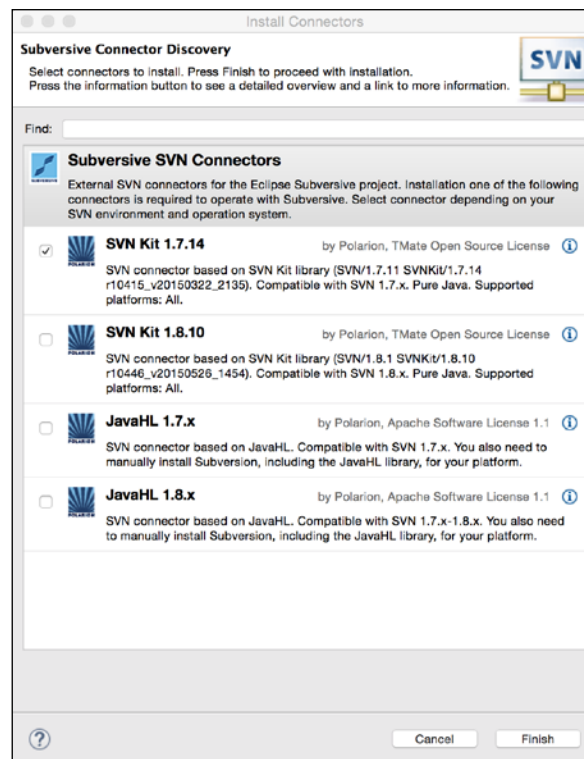 Install Connectors
Subversive Connector Discovery
Select connectors to install. Press Finish to proceed with installation.
Press the information button to see a detailed overview and a link to more information.
SVN
Find:
Subversive SVN Connectors
External SVN connectors for the Eclipse Subversive project. Installation one of the following
connectors is required to operate with Subversive. Select connector depending on your
SVN environment and operation system.
SUBVERSIVE
SVN Kit 1.7.14
by Polarion, TMate Open Source License
POLARION
SVN connector based on SVN Kit library (SVN/1.7.11 SVNKit/1.7.14
r10415_v20150322_2135). Compatible with SVN 1.7.x. Pure Java. Supported
platforms: All.
SVN Kit 1.8.10
by Polarion, TMate Open Source License
POLARION
SVN connector based on SVN Kit library (SVN/1.8.1 SVNKit/1.8.10
r10446_v20150526_1454). Compatible with SVN 1.8.x. Pure Java. Supported
platforms: All.
JavaHL 1.7.x
by Polarion, Apache Software License 1.1
POLARION
SVN connector based on JavaHL. Compatible with SVN 1.7.x. You also need to
manually install Subversion, including the JavaHL library, for your platform.
JavaHL 1.8.x
by Polarion, Apache Software License 1.1
POLARION
SVN connector based on JavaHL. Compatible with SVN 1.7.x-1.8.x. You also need
to manually install Subversion, including the JavaHL library, for your platform.
?
Cancel
Finish